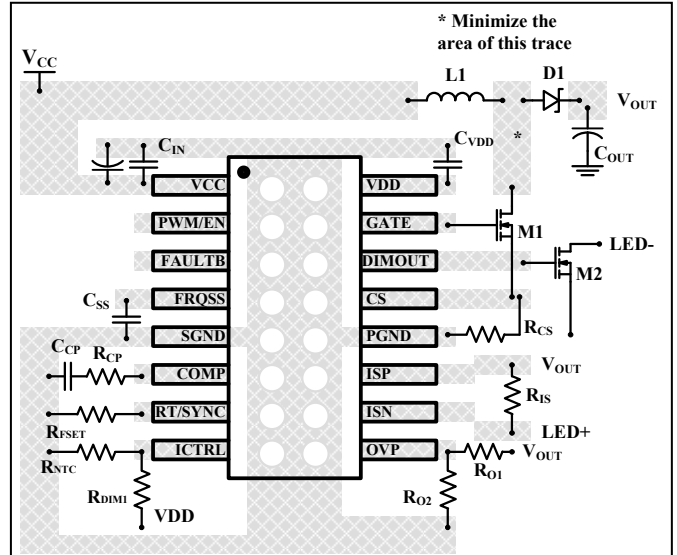 * Minimize the
area of this trace
VCC
L1
D1
VOUT
CIN
CVDD
COUT
*
VCC
VDD
PWM/EN
GATE
M1
LED-
FAULTB
DIMOUT
M2
CSS
FRQSS
CS
RCS
SGND
PGND
CCP
RCP
COMP
ISP
VOUT
RIS
RT/SYNC
ISN
RFSET
LED+
RNTC
ICTRL
OVP
RO1
VOUT
RDIM1
RO2
VDD